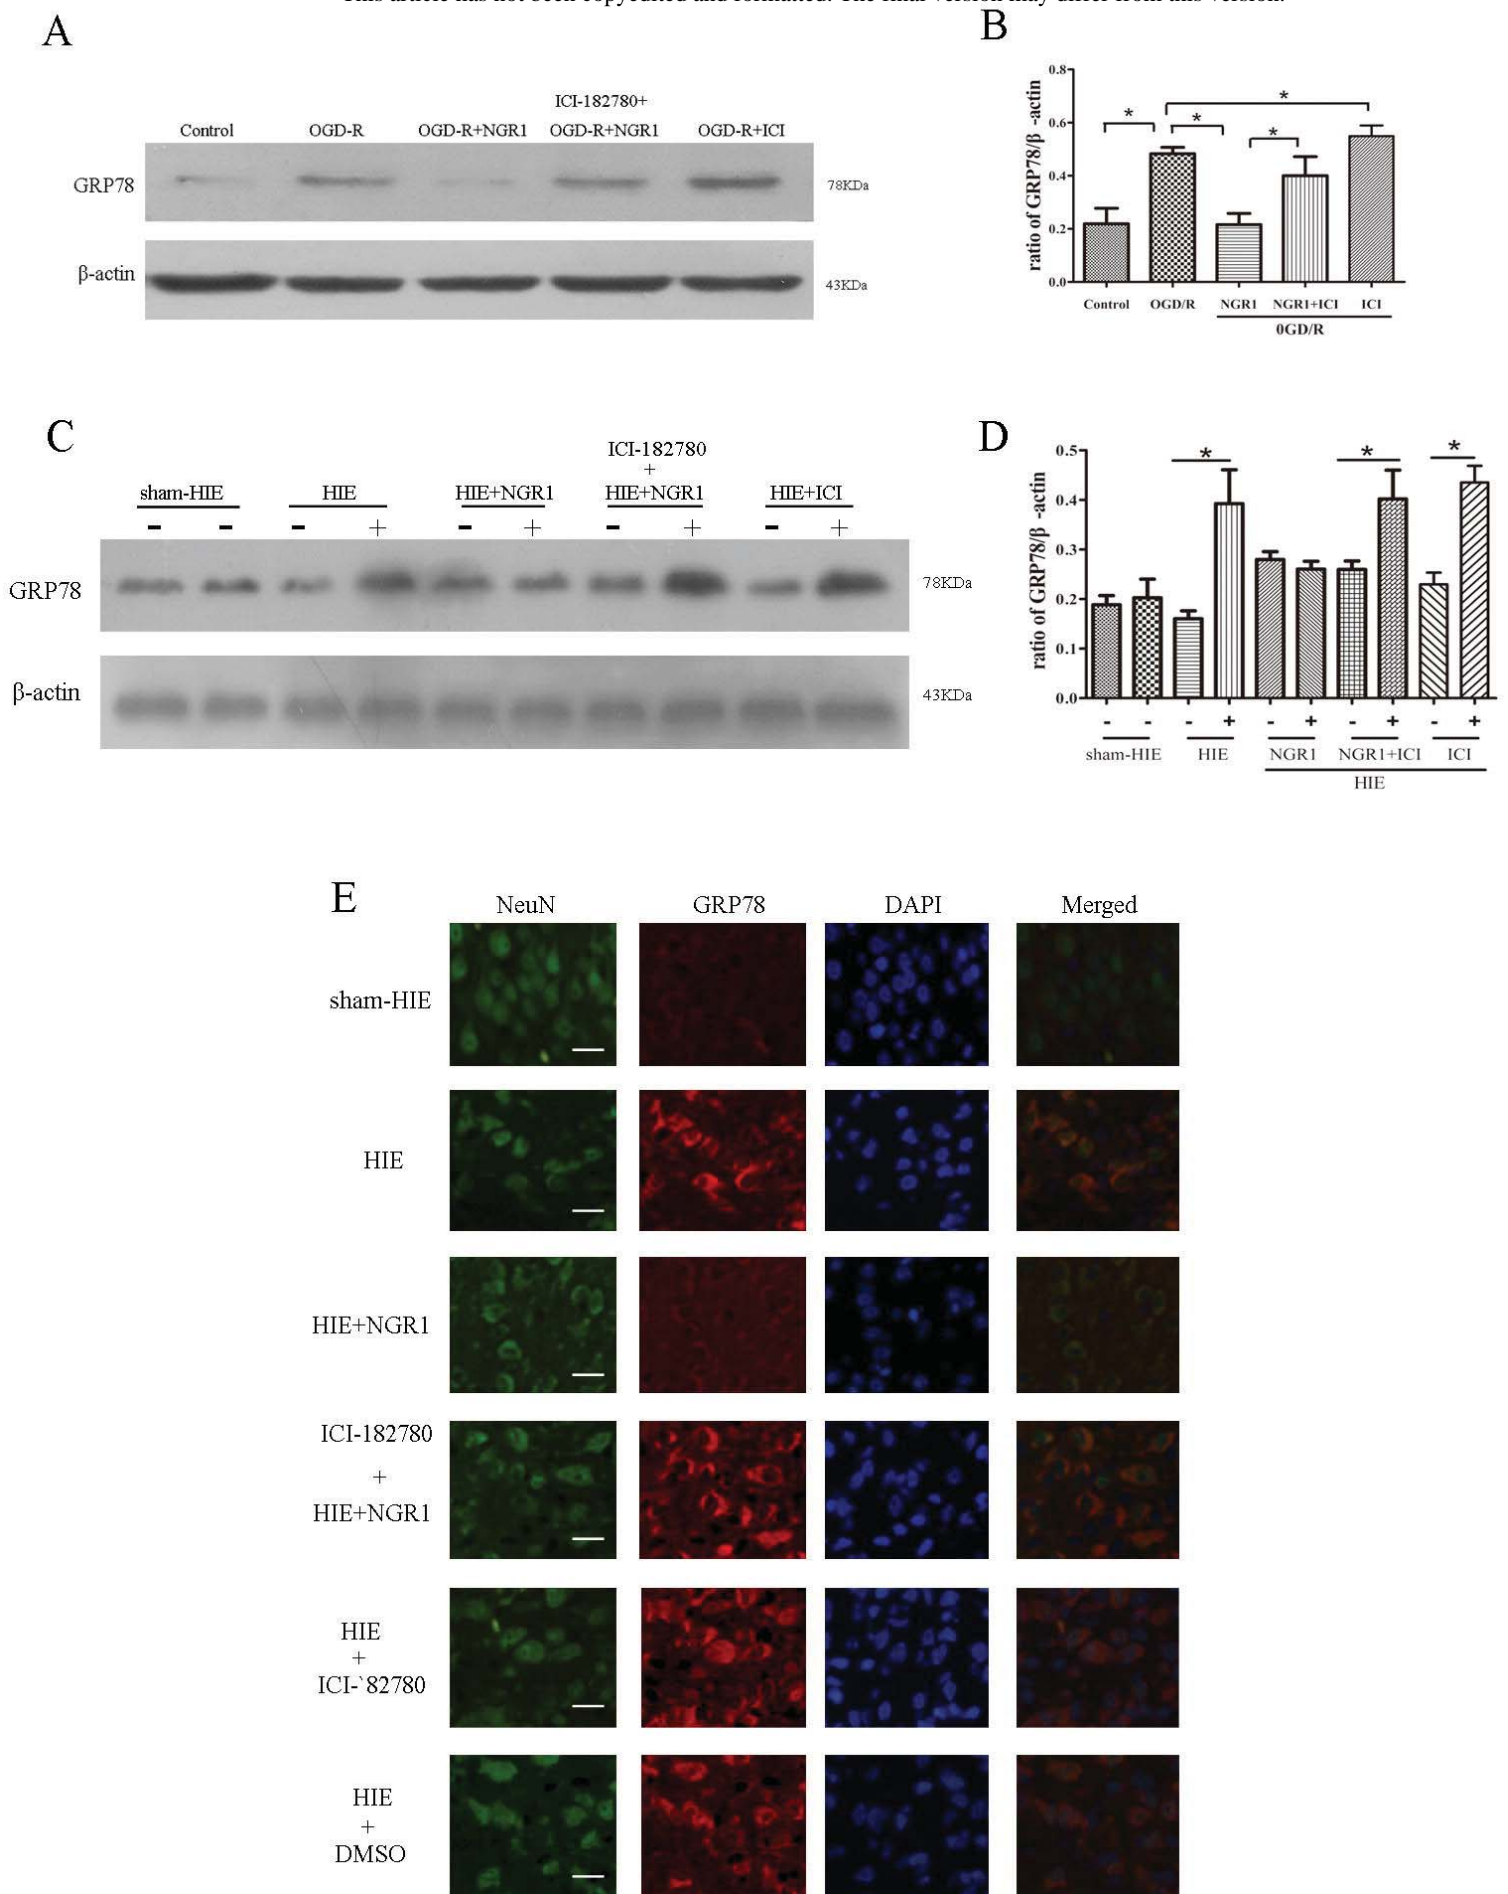 This article has not been copyedited and formatted. The final version may differ from this version.
A
ICI-182780+
Control OGD-R OGD-R+NGR1 OGD-R+NGR1 OGD-R+ICI
GRP78 78KDa
β-actin 43KDa
B
ratio of GRP78/β -actin
0.8
0.6
0.4
0.2
0.0
* * * *
Control OGD/R NGR1 NGR1+ICI ICI
0GD/R
C
ICI-182780
+
sham-HIE HIE HIE+NGR1 HIE+NGR1 HIE+ICI
- - - + - + - + - +
GRP78 78KDa
β-actin 43KDa
D
ratio of GRP78/β -actin
0.5
0.4
0.3
0.2
0.1
0.0
* * *
- - - + - + - + - +
sham-HIE HIE NGR1 NGR1+ICI ICI
HIE
E
NeuN GRP78 DAPI Merged
sham-HIE
HIE
HIE+NGR1
ICI-182780
+
HIE+NGR1
HIE
+
ICI-`82780
HIE
+
DMSO